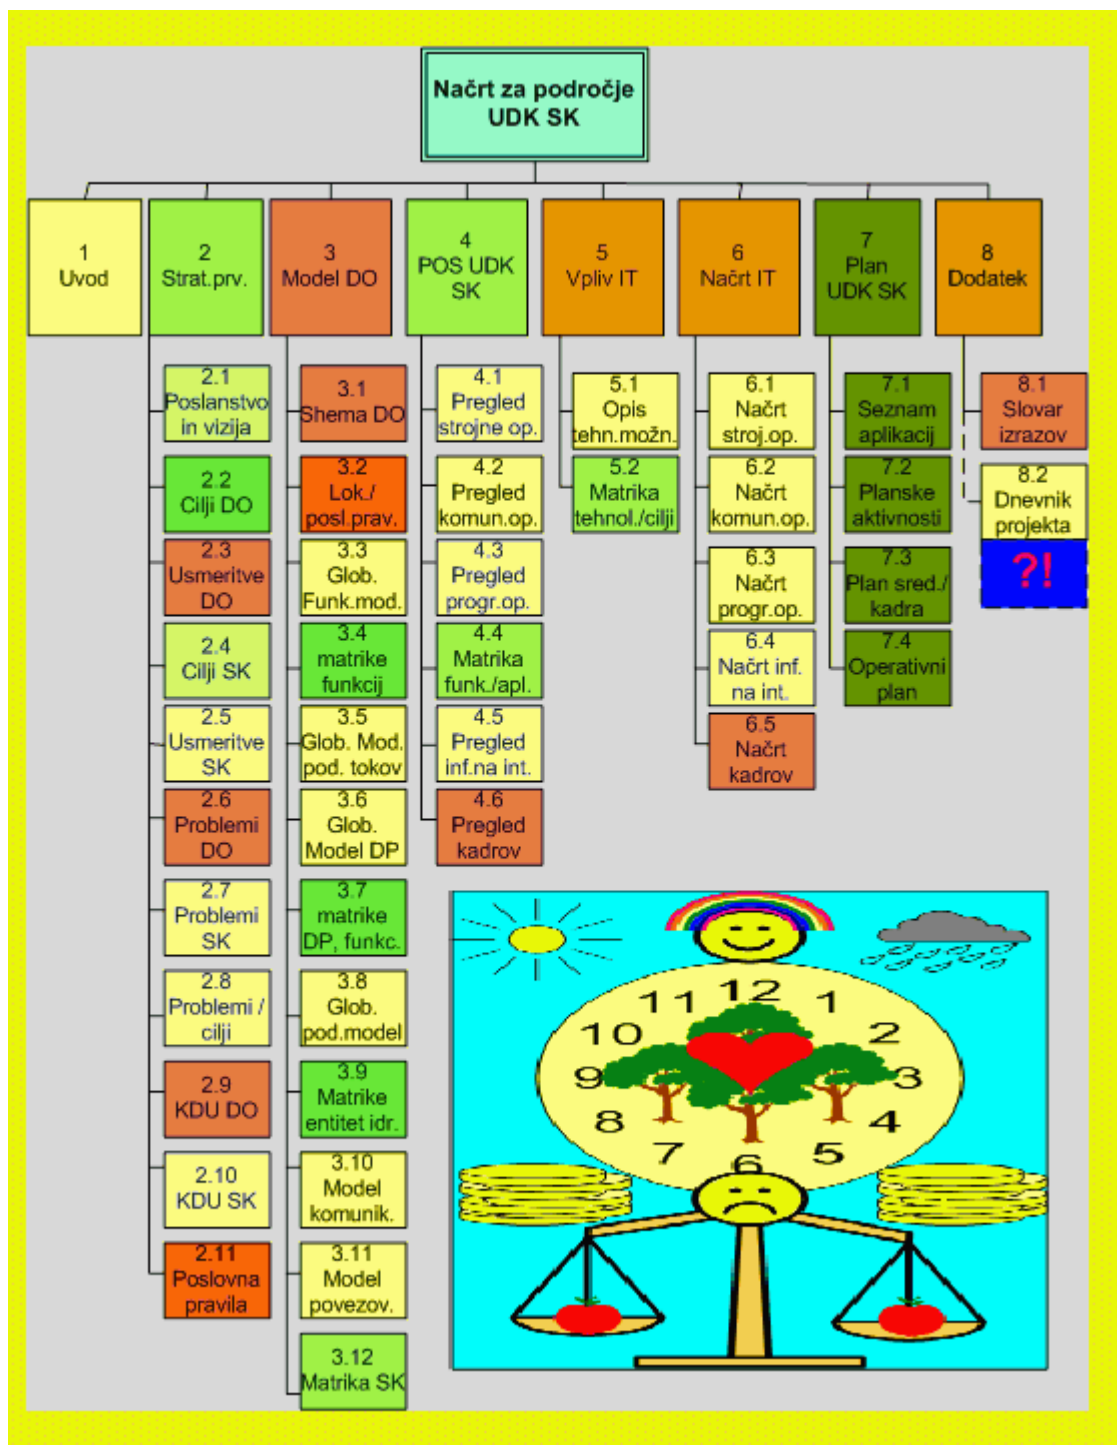 Načrt za področje
UDK SK
1
Uvod
2
Strat.prv.
3
Model DO
4
POS UDK
SK
5
Vpliv IT
6
Načrt IT
7
Plan
UDK SK
8
Dodatek
2.1
Poslanstvo
in vizija
2.2
Cilji DO
2.3
Usmeritve
DO
2.4
Cilji SK
2.5
Usmeritve
SK
2.6
Problemi
DO
2.7
Problemi
SK
2.8
Problemi /
cilji
2.9
KDU DO
2.10
KDU SK
2.11
Poslovna
pravila
3.1
Shema DO
3.2
Lok./
posl.prav.
3.3
Glob.
Funk.mod.
3.4
matrike
funkcij
3.5
Glob. Mod.
pod. tokov
3.6
Glob.
Model DP
3.7
matrike
DP, funkc.
3.8
Glob.
pod.model
3.9
Matrike
entitet idr.
3.10
Model
komunik.
3.11
Model
povezov.
3.12
Matrika SK
4.1
Pregled
strojne op.
4.2
Pregled
komun.op.
4.3
Pregled
progr.op.
4.4
Matrika
funk./apl.
4.5
Pregled
inf.na int.
4.6
Pregled
kadrov
5.1
Opis
tehn.možn.
5.2
Matrika
tehnol./cilji
6.1
Načrt
stroj.op.
6.2
Načrt
komun.op.
6.3
Načrt
progr.op.
6.4
Načrt inf.
na int.
6.5
Načrt
kadrov
7.1
Seznam
aplikacij
7.2
Planske
aktivnosti
7.3
Plan sred./
kadra
7.4
Operativni
plan
8.1
Slovar
izrazov
8.2
Dnevnik
projekta
?!
12
1
2
3
4
5
6
7
8
9
10
11